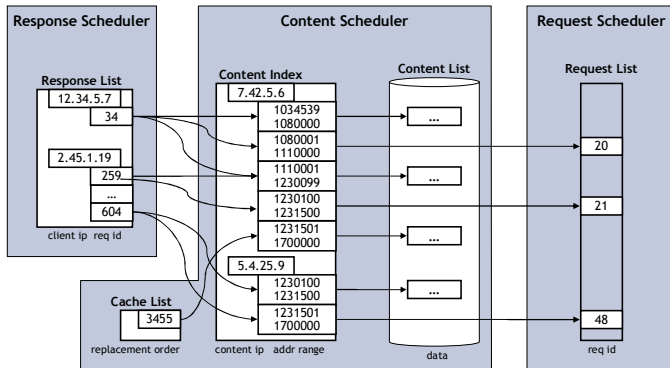 Response Scheduler
Content Scheduler
Request Scheduler
Response List
12.34.5.7
34
2.45.1.19
259
...
604
client ip req id
Content Index
7.42.5.6
1034539
1080000
1080001
1110000
1110001
1230099
1230100
1231500
1231501
1700000
5.4.25.9
1230100
1231500
1231501
1700000
content ip addr range
Cache List
3455
replacement order
Content List
...
...
...
...
data
Request List
20
21
48
req id